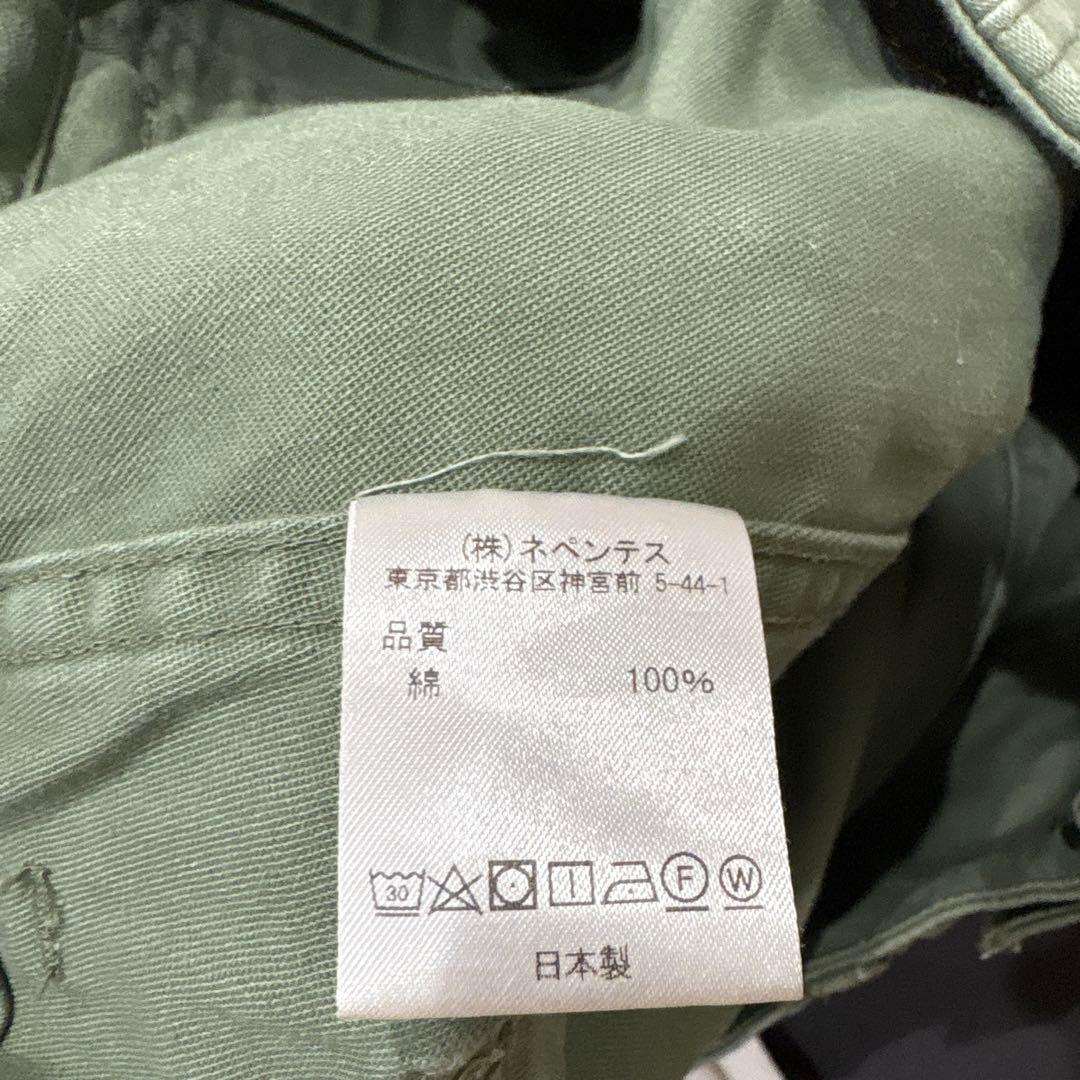 (株)ネペンテス
東京都渋谷区神宮前 5-44-1
品質
綿 100%
30 F W
日本製